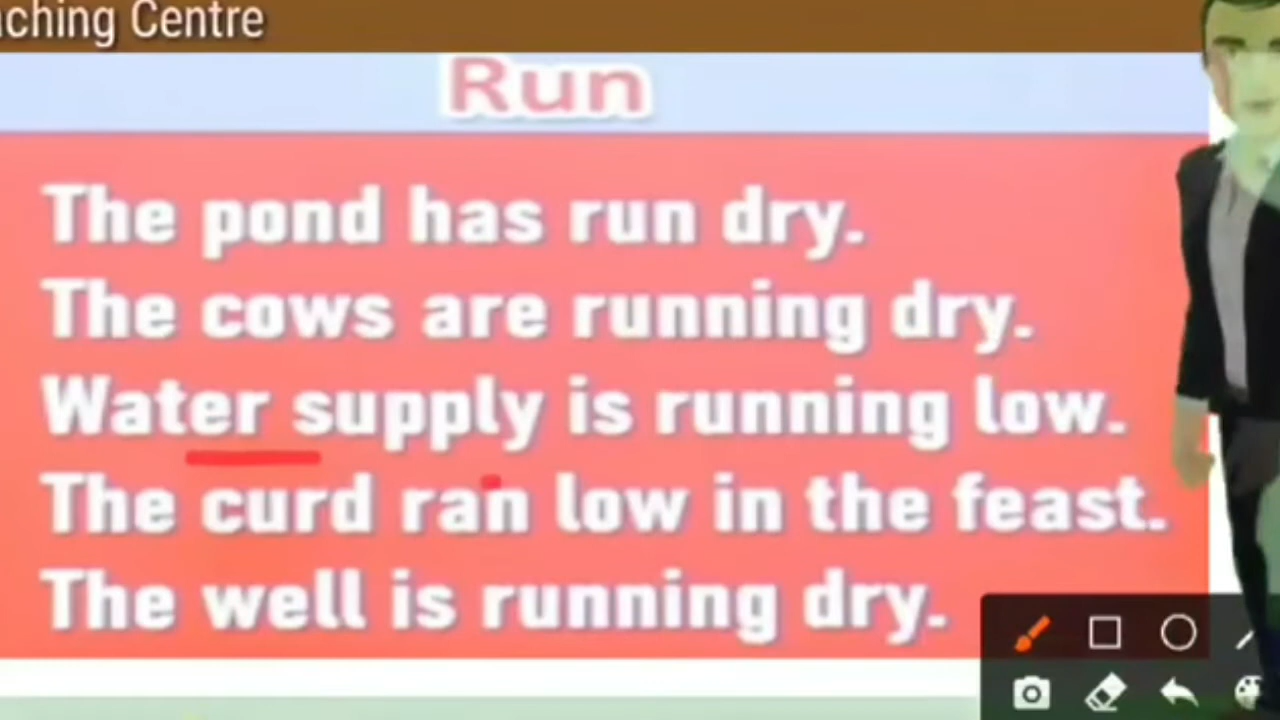 Centre
Run
The pond has run dry.
The cows are running dry.
Water supply is running low.
The curd ran low in the feast.
The well is running dry.